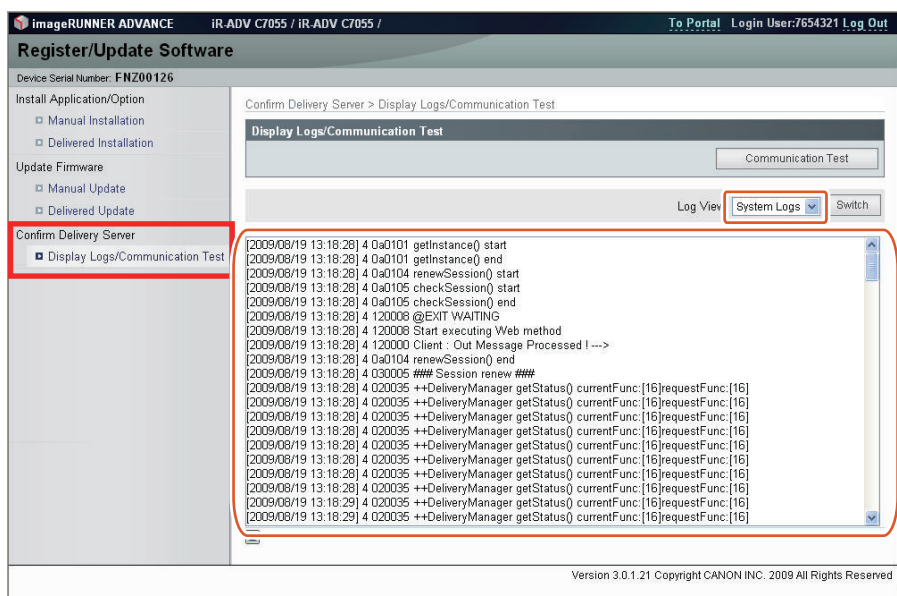 imageRUNNER ADVANCE iR-ADV C7055 / iR-ADV C7055 / To Portal Login User:7654321 Log Out
Register/Update Software
Device Serial Number: FNZ00126
Install Application/Option
Manual Installation
Delivered Installation
Update Firmware
Manual Update
Delivered Update
Confirm Delivery Server
Display Logs/Communication Test
Confirm Delivery Server > Display Logs/Communication Test
Display Logs/Communication Test
Communication Test
Log View System Logs Switch
[2009/08/19 13:18:28] 4 0a0101 getInstance() start
[2009/08/19 13:18:28] 4 0a0101 getInstance() end
[2009/08/19 13:18:28] 4 0a0104 renewSession() start
[2009/08/19 13:18:28] 4 0a0105 checkSession() start
[2009/08/19 13:18:28] 4 0a0105 checkSession() end
[2009/08/19 13:18:28] 4 120008 @EXIT WAITING
[2009/08/19 13:18:28] 4 120008 Start executing Web method
[2009/08/19 13:18:28] 4 120000 Client : Out Message Processed ! --->
[2009/08/19 13:18:28] 4 0a0104 renewSession() end
[2009/08/19 13:18:28] 4 030005 ### Session renew ###
[2009/08/19 13:18:28] 4 020035 ++DeliveryManager getStatus() currentFunc:[16]requestFunc:[16]
[2009/08/19 13:18:28] 4 020035 ++DeliveryManager getStatus() currentFunc:[16]requestFunc:[16]
[2009/08/19 13:18:28] 4 020035 ++DeliveryManager getStatus() currentFunc:[16]requestFunc:[16]
[2009/08/19 13:18:28] 4 020035 ++DeliveryManager getStatus() currentFunc:[16]requestFunc:[16]
[2009/08/19 13:18:28] 4 020035 ++DeliveryManager getStatus() currentFunc:[16]requestFunc:[16]
[2009/08/19 13:18:28] 4 020035 ++DeliveryManager getStatus() currentFunc:[16]requestFunc:[16]
[2009/08/19 13:18:28] 4 020035 ++DeliveryManager getStatus() currentFunc:[16]requestFunc:[16]
[2009/08/19 13:18:28] 4 020035 ++DeliveryManager getStatus() currentFunc:[16]requestFunc:[16]
[2009/08/19 13:18:29] 4 020035 ++DeliveryManager getStatus() currentFunc:[16]requestFunc:[16]
[2009/08/19 13:18:29] 4 020035 ++DeliveryManager getStatus() currentFunc:[16]requestFunc:[16]
Version 3.0.1.21 Copyright CANON INC. 2009 All Rights Reserved